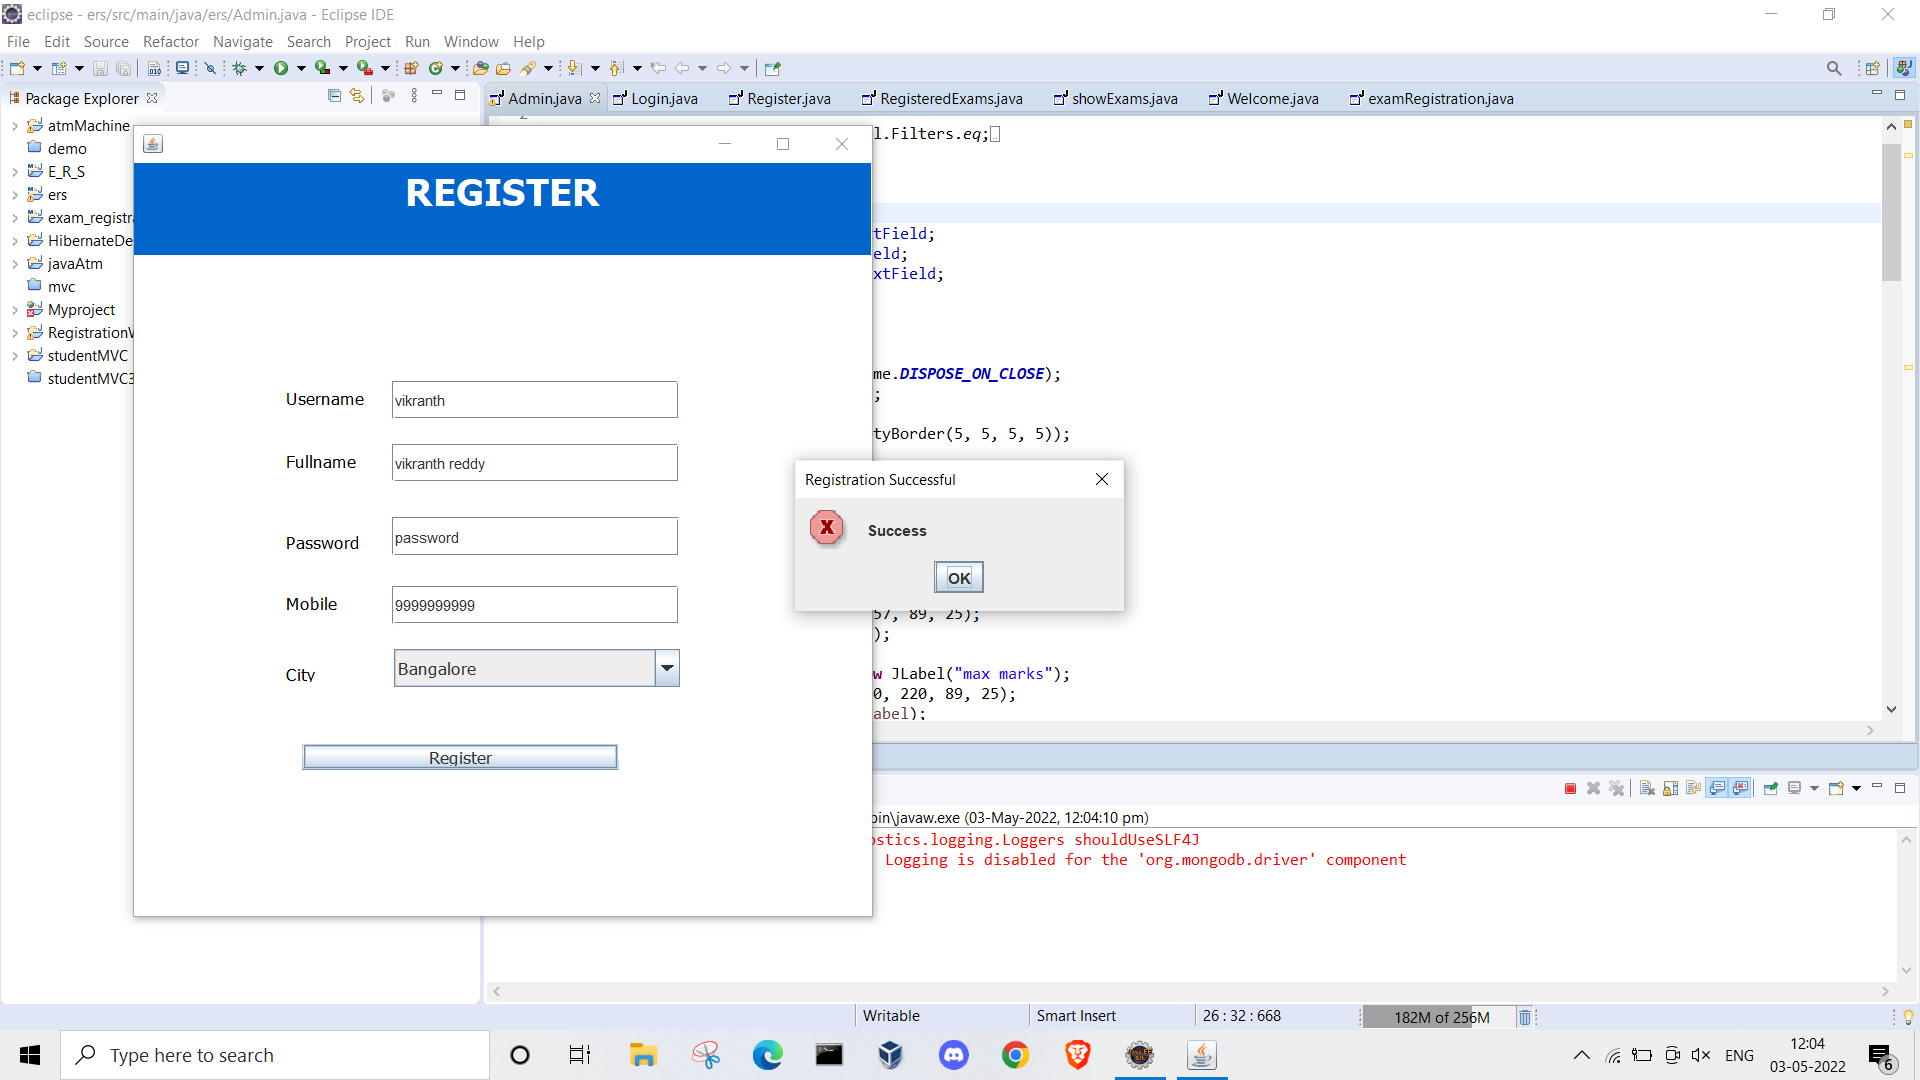 eclipse - ers/src/main/java/ers/Admin.java - Eclipse IDE
File Edit Source Refactor Navigate Search Project Run Window Help
Package Explorer
atmMachine
demo
E_R_S
ers
exam_registra
HibernateDe
javaAtm
mvc
Myproject
RegistrationW
studentMVC
studentMVC3
Admin.java Login.java Register.java RegisteredExams.java showExams.java Welcome.java examRegistration.java
2
l.Filters.eq;
tField;
eld;
xtField;
me.DISPOSE_ON_CLOSE);
;
tyBorder(5, 5, 5, 5));
57, 89, 25);
);
w JLabel("max marks");
0, 220, 89, 25);
abel);
REGISTER
Username vikranth
Fullname vikranth reddy
Password password
Mobile 9999999999
City Bangalore
Register
Registration Successful
X Success
OK
bin\javaw.exe (03-May-2022, 12:04:10 pm)
ostics.logging.Loggers shouldUseSLF4J
Logging is disabled for the 'org.mongodb.driver' component
Writable Smart Insert 26 : 32 : 668 182M of 256M
Type here to search
ENG
12:04
03-05-2022
6